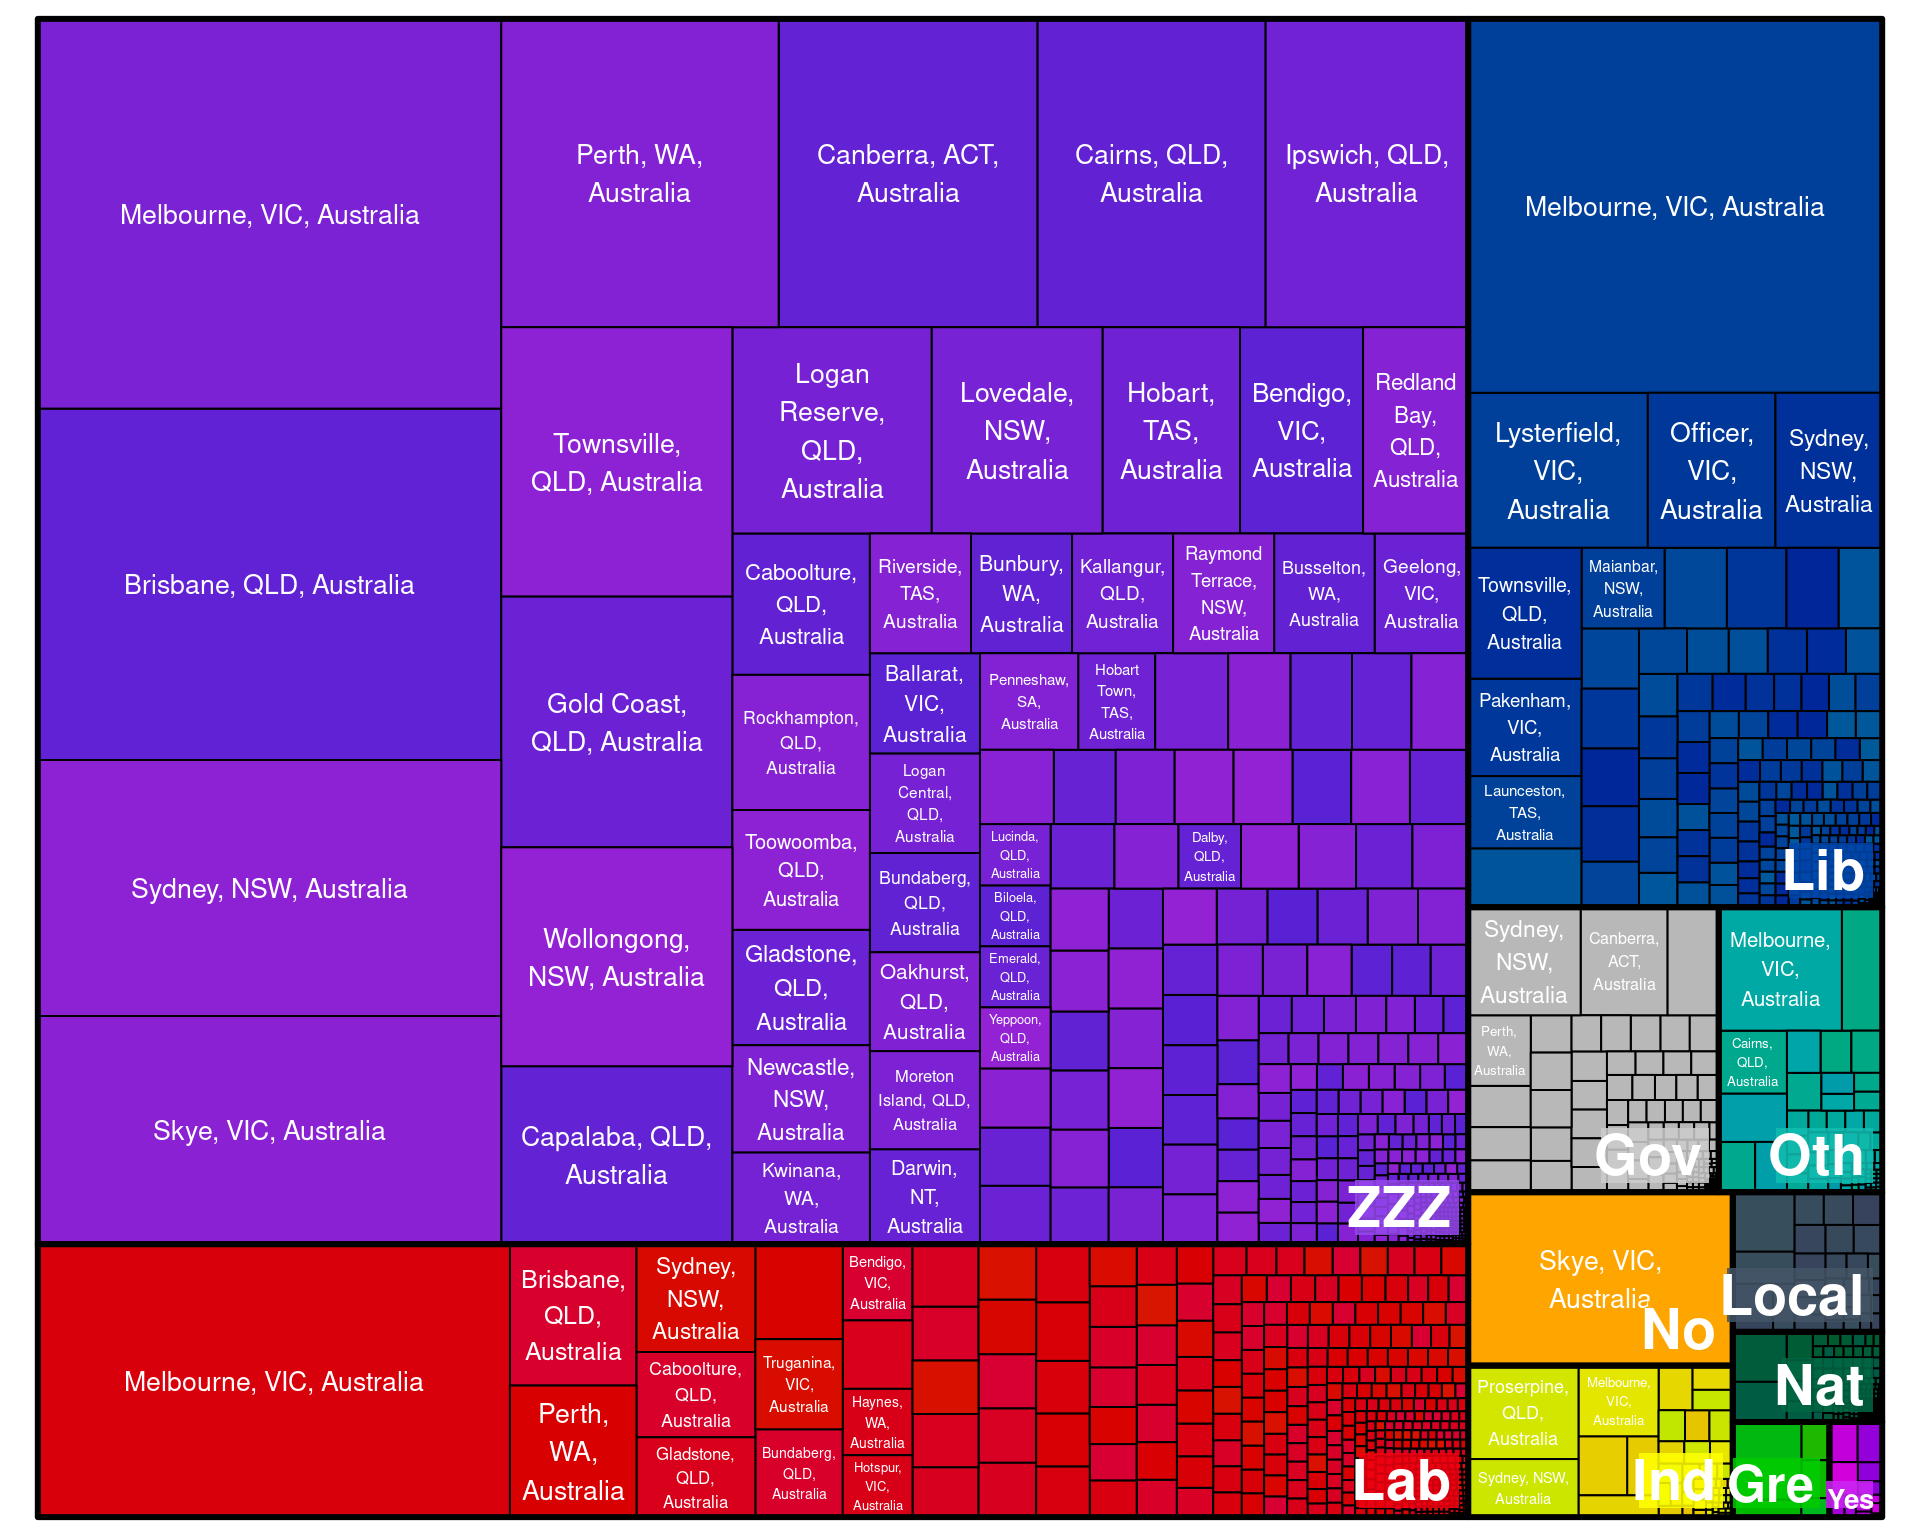 Melbourne, VIC, Australia
Brisbane, QLD, Australia
Sydney, NSW, Australia
Skye, VIC, Australia
Perth, WA,
Australia
Canberra, ACT,
Australia
Cairns, QLD,
Australia
Ipswich, QLD,
Australia
Townsville,
QLD, Australia
Gold Coast,
QLD, Australia
Wollongong,
NSW, Australia
Capalaba, QLD,
Australia
Logan
Reserve,
QLD,
Australia
Lovedale,
NSW,
Australia
Hobart,
TAS,
Australia
Bendigo,
VIC,
Australia
Redland
Bay,
QLD,
Australia
Caboolture,
QLD,
Australia
Rockhampton,
QLD,
Australia
Toowoomba,
QLD,
Australia
Gladstone,
QLD,
Australia
Newcastle,
NSW,
Australia
Kwinana,
WA,
Australia
Riverside,
TAS,
Australia
Bunbury,
WA,
Australia
Kallangur,
QLD,
Australia
Raymond
Terrace,
NSW,
Australia
Busselton,
WA,
Australia
Geelong,
VIC,
Australia
Ballarat,
VIC,
Australia
Logan
Central,
QLD,
Australia
Bundaberg,
QLD,
Australia
Oakhurst,
QLD,
Australia
Moreton
Island, QLD,
Australia
Darwin,
NT,
Australia
Penneshaw,
SA,
Australia
Hobart
Town,
TAS,
Australia
Lucinda,
QLD,
Australia
Dalby,
QLD,
Australia
Biloela,
QLD,
Australia
Emerald,
QLD,
Australia
Yeppoon,
QLD,
Australia
ZZZ
Melbourne, VIC, Australia
Brisbane,
QLD,
Australia
Perth,
WA,
Australia
Sydney,
NSW,
Australia
Caboolture,
QLD,
Australia
Gladstone,
QLD,
Australia
Truganina,
VIC,
Australia
Bundaberg,
QLD,
Australia
Bendigo,
VIC,
Australia
Haynes,
WA,
Australia
Hotspur,
VIC,
Australia
Lab
Melbourne, VIC, Australia
Lysterfield,
VIC,
Australia
Officer,
VIC,
Australia
Sydney,
NSW,
Australia
Townsville,
QLD,
Australia
Maianbar,
NSW,
Australia
Pakenham,
VIC,
Australia
Launceston,
TAS,
Australia
Lib
Sydney,
NSW,
Australia
Canberra,
ACT,
Australia
Perth,
WA,
Australia
Gov
Melbourne,
VIC,
Australia
Cairns,
QLD,
Australia
Oth
Skye, VIC,
Australia
No
Local
Nat
Proserpine,
QLD,
Australia
Melbourne,
VIC,
Australia
Sydney, NSW,
Australia
Ind
Gre
Yes